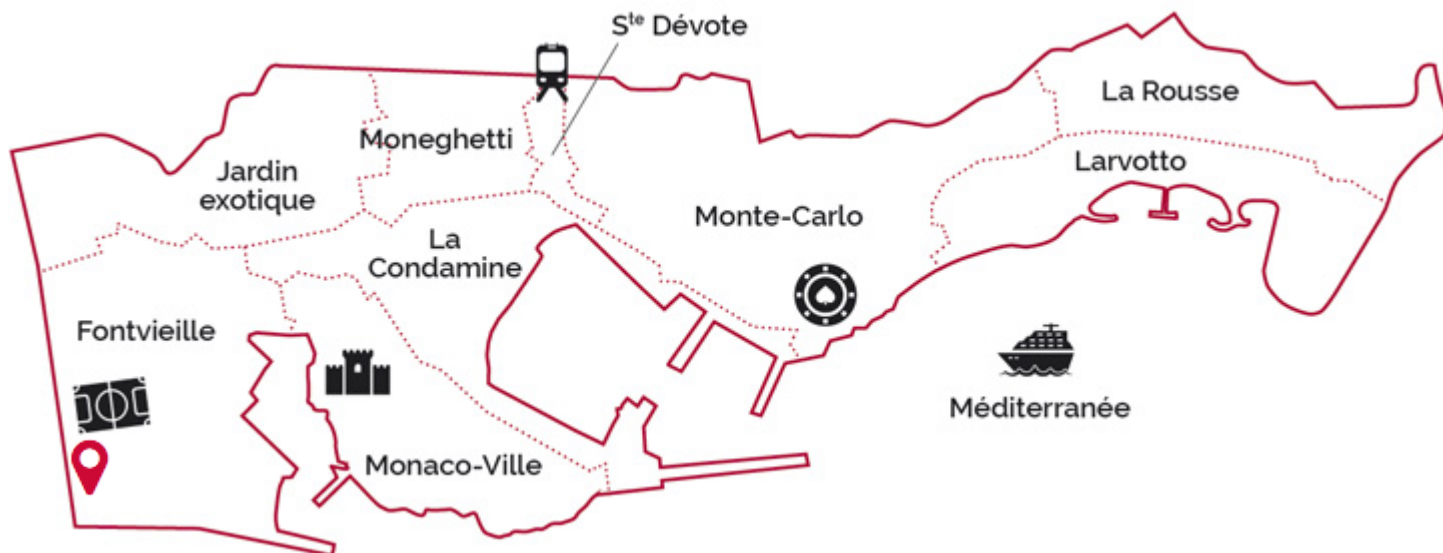 Sᵗᵉ Dévote
La Rousse
Moneghetti
Larvotto
Jardin
exotique
Monte-Carlo
La
Condamine
Fontvieille
Méditerranée
Monaco-Ville